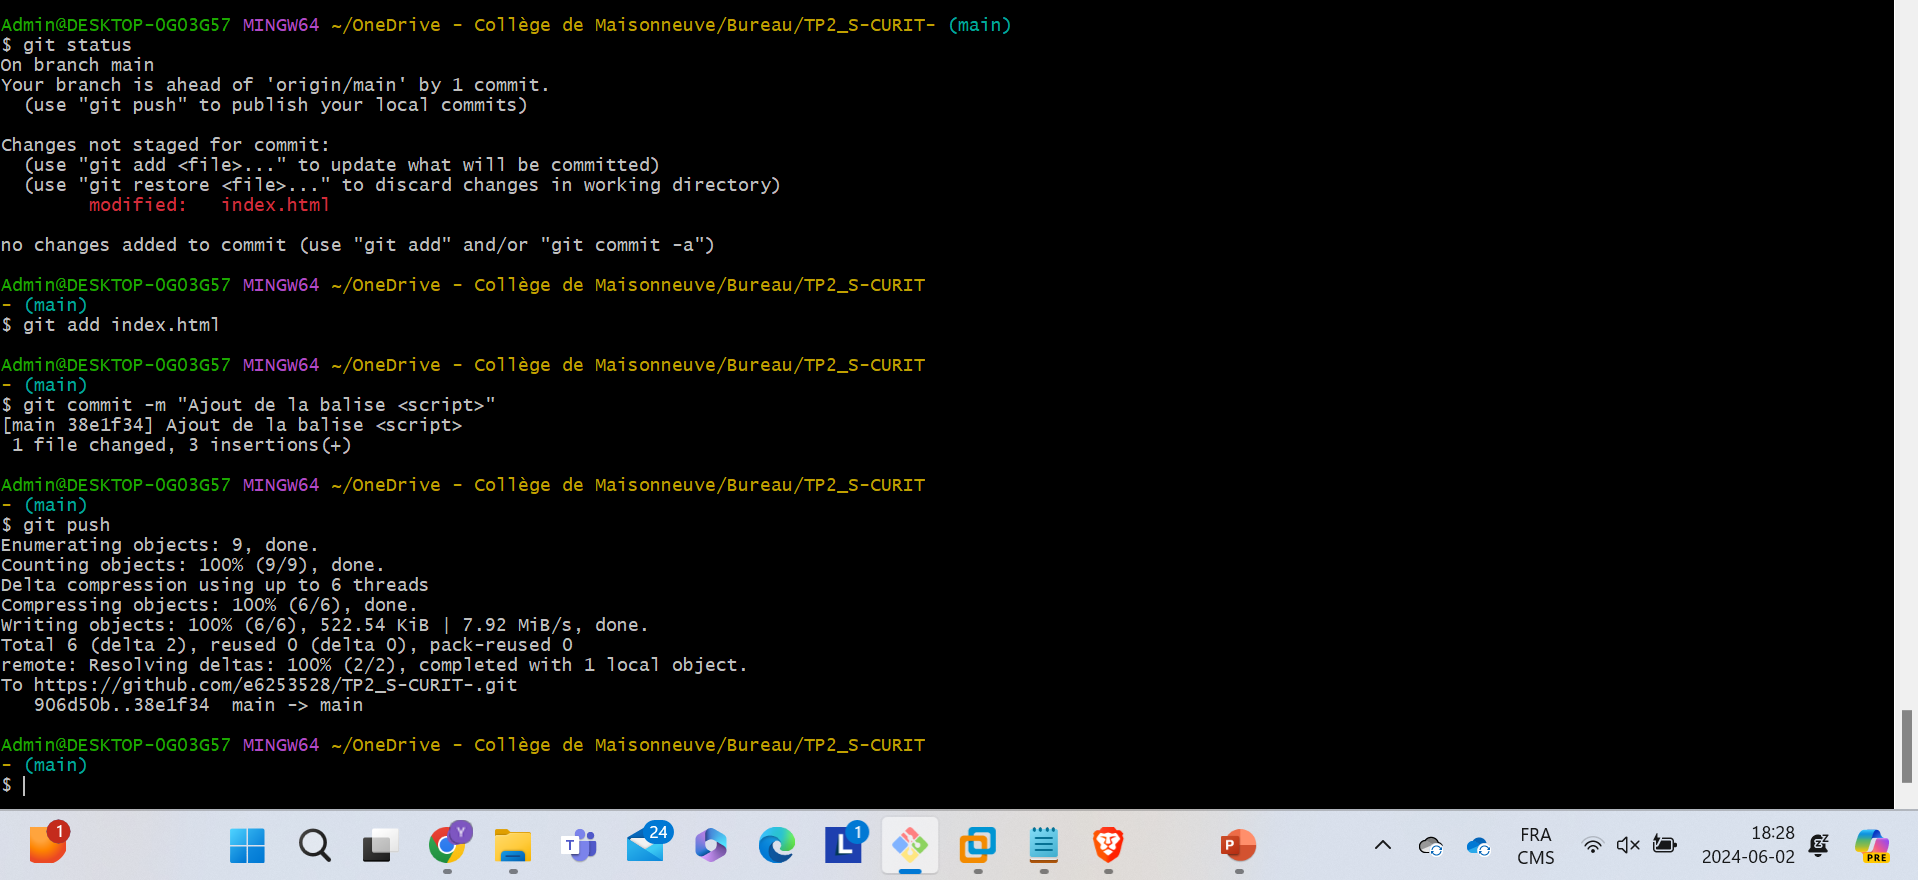 Admin@DESKTOP-0G03G57 MINGW64 ~/OneDrive - Collège de Maisonneuve/Bureau/TP2_S-CURIT- (main)
$ git status
On branch main
Your branch is ahead of 'origin/main' by 1 commit.
  (use "git push" to publish your local commits)

Changes not staged for commit:
  (use "git add <file>..." to update what will be committed)
  (use "git restore <file>..." to discard changes in working directory)
        modified:   index.html

no changes added to commit (use "git add" and/or "git commit -a")

Admin@DESKTOP-0G03G57 MINGW64 ~/OneDrive - Collège de Maisonneuve/Bureau/TP2_S-CURIT
- (main)
$ git add index.html

Admin@DESKTOP-0G03G57 MINGW64 ~/OneDrive - Collège de Maisonneuve/Bureau/TP2_S-CURIT
- (main)
$ git commit -m "Ajout de la balise <script>"
[main 38e1f34] Ajout de la balise <script>
 1 file changed, 3 insertions(+)

Admin@DESKTOP-0G03G57 MINGW64 ~/OneDrive - Collège de Maisonneuve/Bureau/TP2_S-CURIT
- (main)
$ git push
Enumerating objects: 9, done.
Counting objects: 100% (9/9), done.
Delta compression using up to 6 threads
Compressing objects: 100% (6/6), done.
Writing objects: 100% (6/6), 522.54 KiB | 7.92 MiB/s, done.
Total 6 (delta 2), reused 0 (delta 0), pack-reused 0
remote: Resolving deltas: 100% (2/2), completed with 1 local object.
To https://github.com/e6253528/TP2_S-CURIT-.git
   906d50b..38e1f34  main -> main

Admin@DESKTOP-0G03G57 MINGW64 ~/OneDrive - Collège de Maisonneuve/Bureau/TP2_S-CURIT
- (main)
$
1
Y
T
24
L
1
P
FRA
CMS
18:28
2024-06-02
PRE